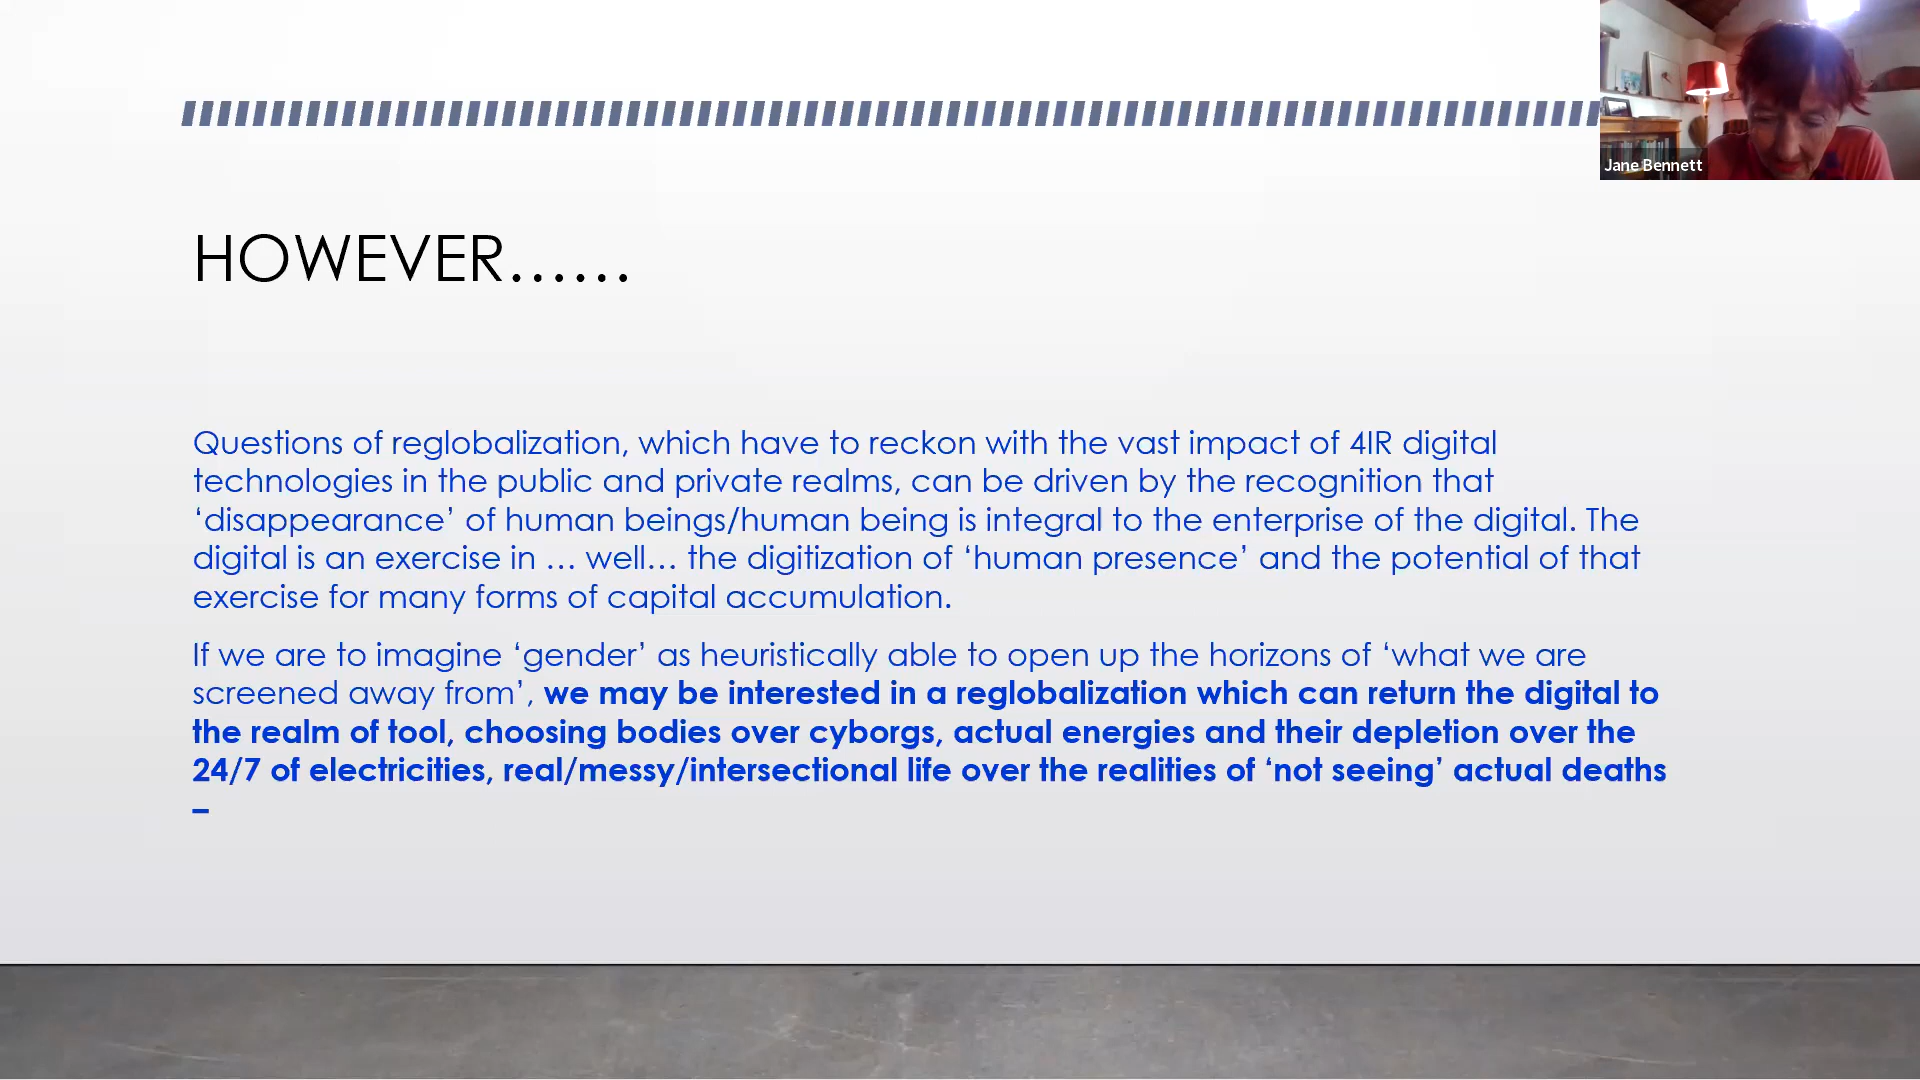 Jane Bennett
HOWEVER……
Questions of reglobalization, which have to reckon with the vast impact of 4IR digital
technologies in the public and private realms, can be driven by the recognition that
‘disappearance’ of human beings/human being is integral to the enterprise of the digital. The
digital is an exercise in … well… the digitization of ‘human presence’ and the potential of that
exercise for many forms of capital accumulation.
If we are to imagine ‘gender’ as heuristically able to open up the horizons of ‘what we are
screened away from’, we may be interested in a reglobalization which can return the digital to
the realm of tool, choosing bodies over cyborgs, actual energies and their depletion over the
24/7 of electricities, real/messy/intersectional life over the realities of ‘not seeing’ actual deaths
–